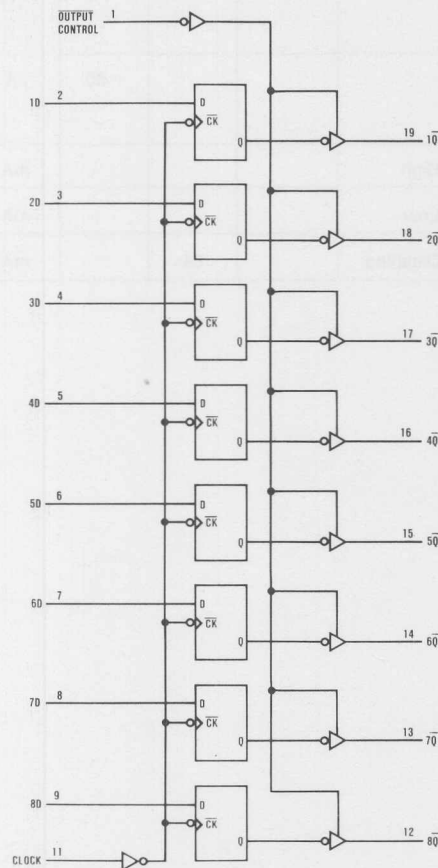 OUTPUT CONTROL 1
1D 2 D CK Q 19 1Q
2D 3 D CK Q 18 2Q
3D 4 D CK Q 17 3Q
4D 5 D CK Q 16 4Q
5D 6 D CK Q 15 5Q
6D 7 D CK Q 14 6Q
7D 8 D CK Q 13 7Q
8D 9 D CK Q 12 8Q
CLOCK 11